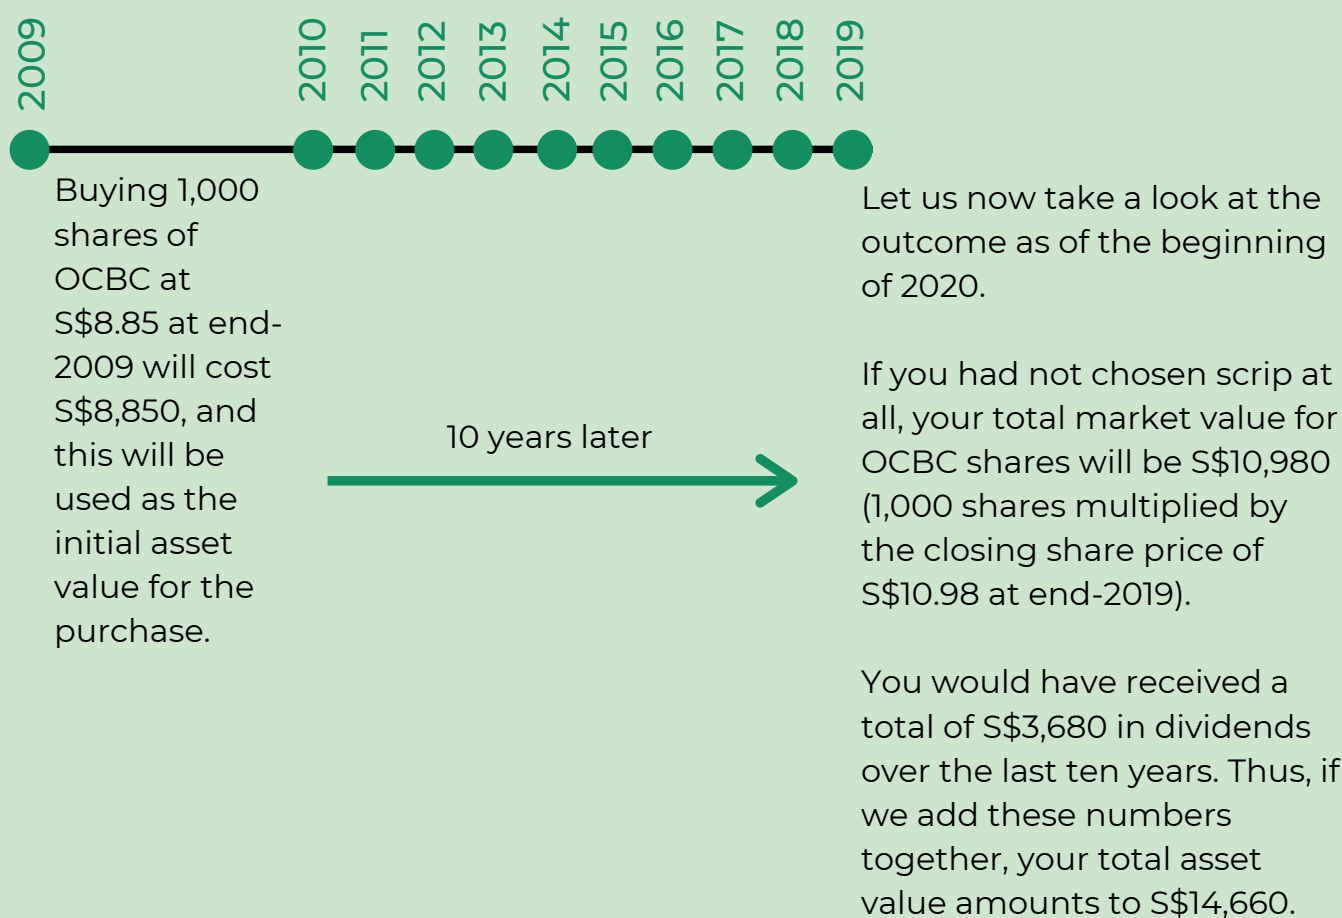 2009
2010
2011
2012
2013
2014
2015
2016
2017
2018
2019
Buying 1,000
shares of
OCBC at
S$8.85 at end-
2009 will cost
S$8,850, and
this will be
used as the
initial asset
value for the
purchase.
10 years later
Let us now take a look at the
outcome as of the beginning
of 2020.
If you had not chosen scrip at
all, your total market value for
OCBC shares will be S$10,980
(1,000 shares multiplied by
the closing share price of
S$10.98 at end-2019).
You would have received a
total of S$3,680 in dividends
over the last ten years. Thus, if
we add these numbers
together, your total asset
value amounts to S$14,660.